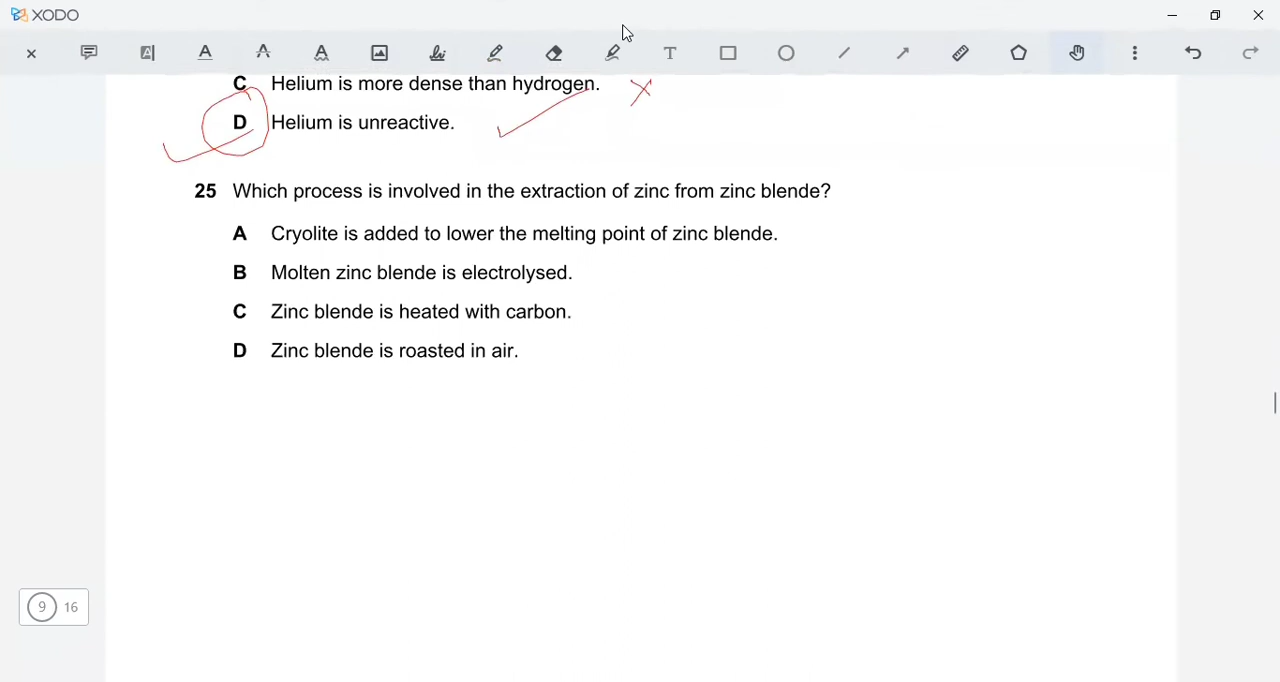 XODO
C Helium is more dense than hydrogen.
D Helium is unreactive.
25 Which process is involved in the extraction of zinc from zinc blende?
A Cryolite is added to lower the melting point of zinc blende.
B Molten zinc blende is electrolysed.
C Zinc blende is heated with carbon.
D Zinc blende is roasted in air.
9 16